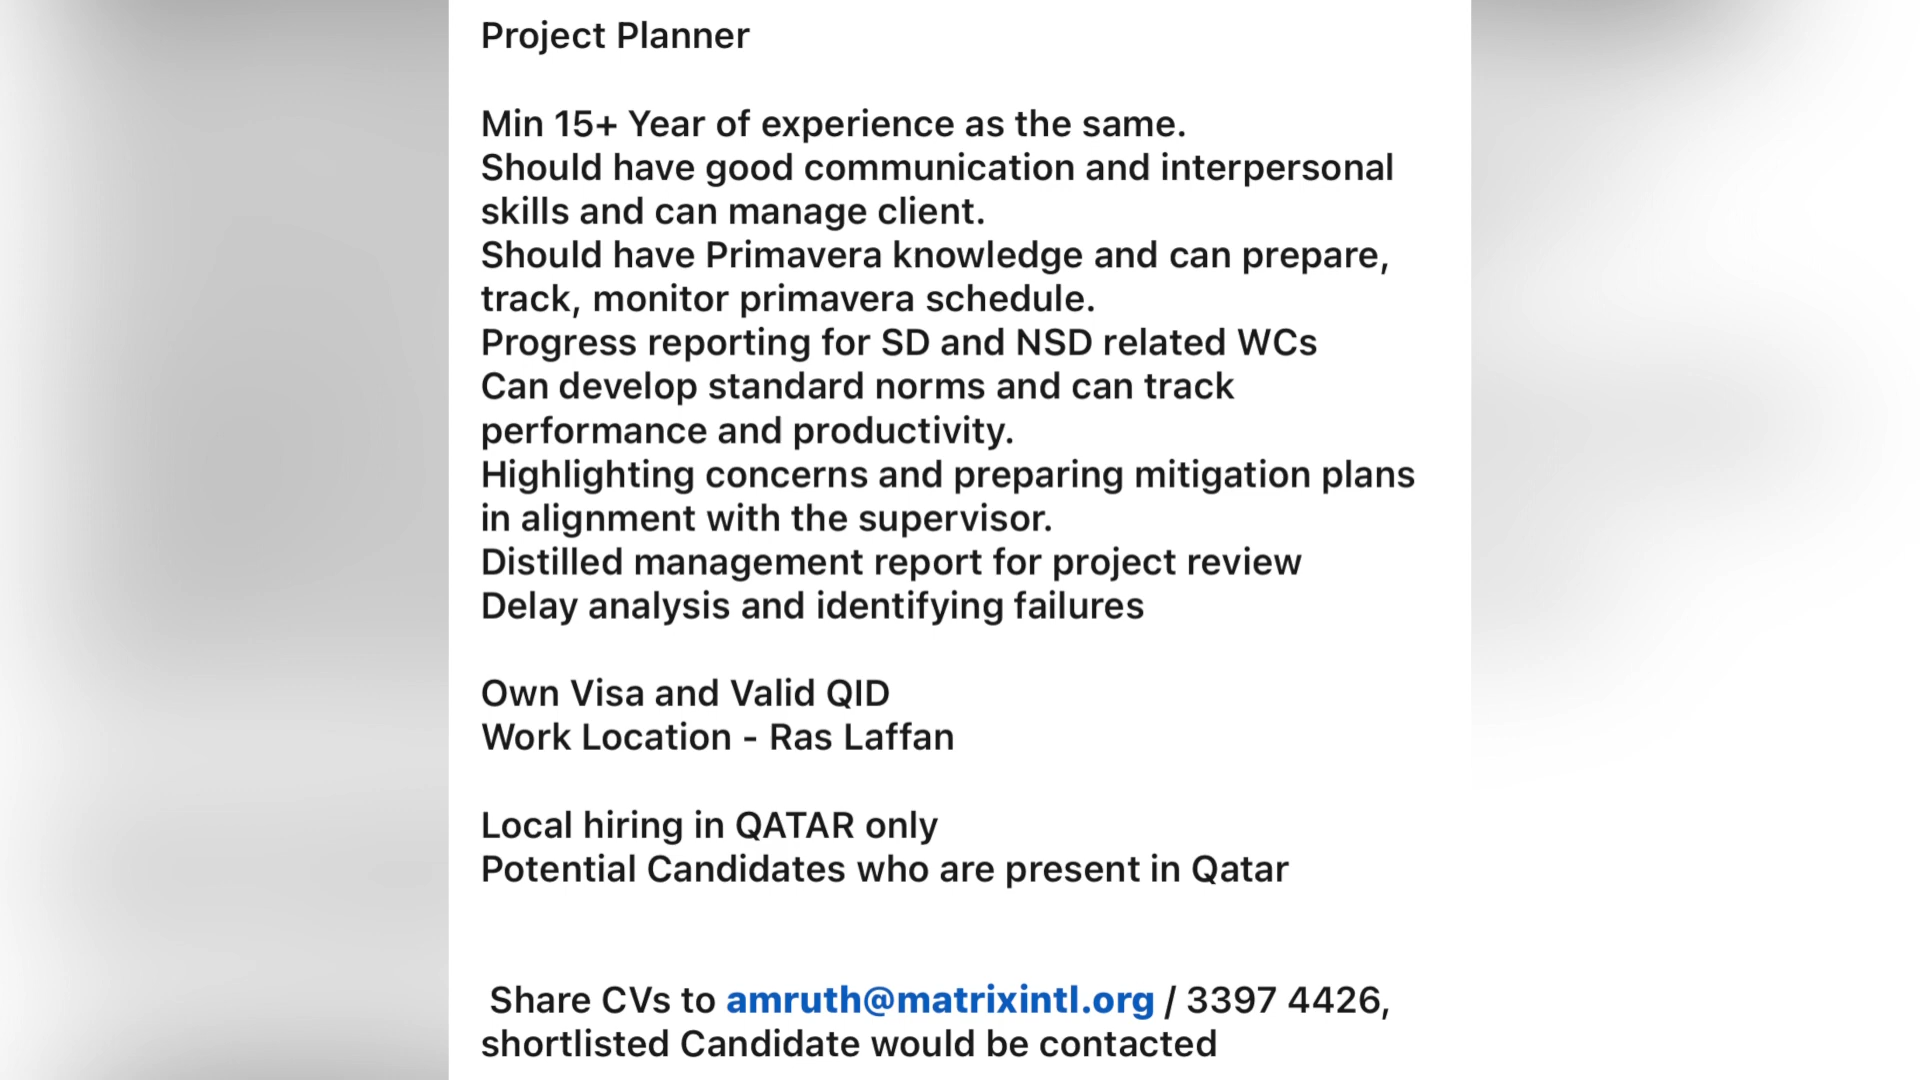 Project Planner
Min 15+ Year of experience as the same.
Should have good communication and interpersonal
skills and can manage client.
Should have Primavera knowledge and can prepare,
track, monitor primavera schedule.
Progress reporting for SD and NSD related WCs
Can develop standard norms and can track
performance and productivity.
Highlighting concerns and preparing mitigation plans
in alignment with the supervisor.
Distilled management report for project review
Delay analysis and identifying failures
Own Visa and Valid QID
Work Location - Ras Laffan
Local hiring in QATAR only
Potential Candidates who are present in Qatar
Share CVs to amruth@matrixintl.org / 3397 4426,
shortlisted Candidate would be contacted